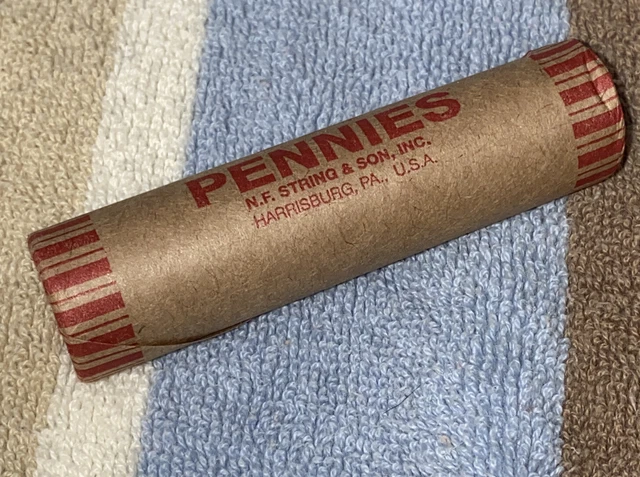 PENNIES
N.F. STRING & SON, INC.
HARRISBURG, PA., U.S.A.